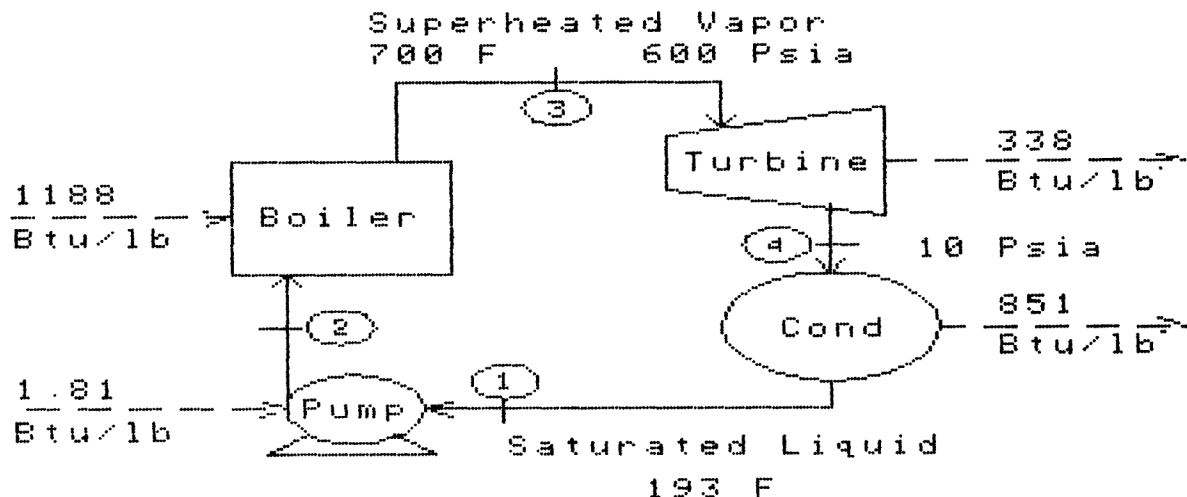 Superheated Vapor
700 F 600 Psia
3
Turbine
338
Btu/lb
1188
Btu/lb
Boiler
4
10 Psia
2
Cond
851
Btu/lb
1
1.81
Btu/lb
Pump
Saturated Liquid
193 F